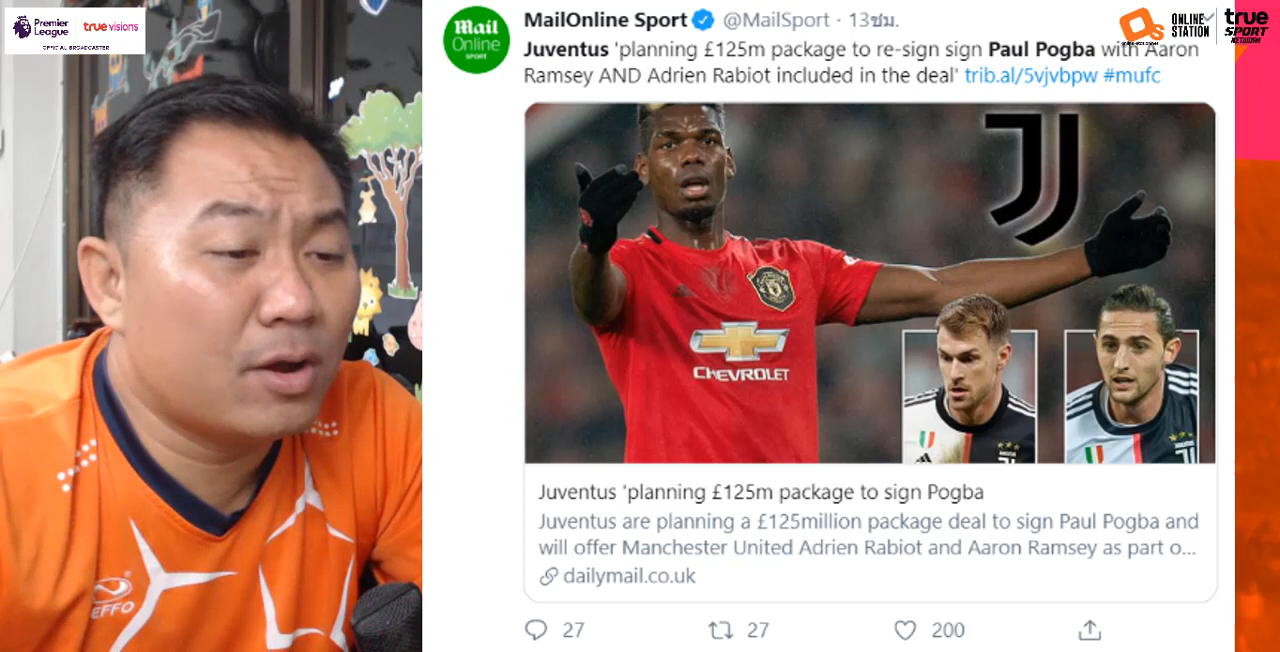 Premier League
true visions
OFFICIAL BROADCASTER
MailOnline Sport @MailSport · 13ชม.
Juventus 'planning £125m package to re-sign sign Paul Pogba with Aaron
Ramsey AND Adrien Rabiot included in the deal' trib.al/5vjvbpw #mufc
Mail
Online
SPORT
ONLINE
STATION
true
SPORT
NETWORK
CHEVROLET
Juventus 'planning £125m package to sign Pogba
Juventus are planning a £125million package deal to sign Paul Pogba and
will offer Manchester United Adrien Rabiot and Aaron Ramsey as part o...
dailymail.co.uk
27
27
200
EFFO